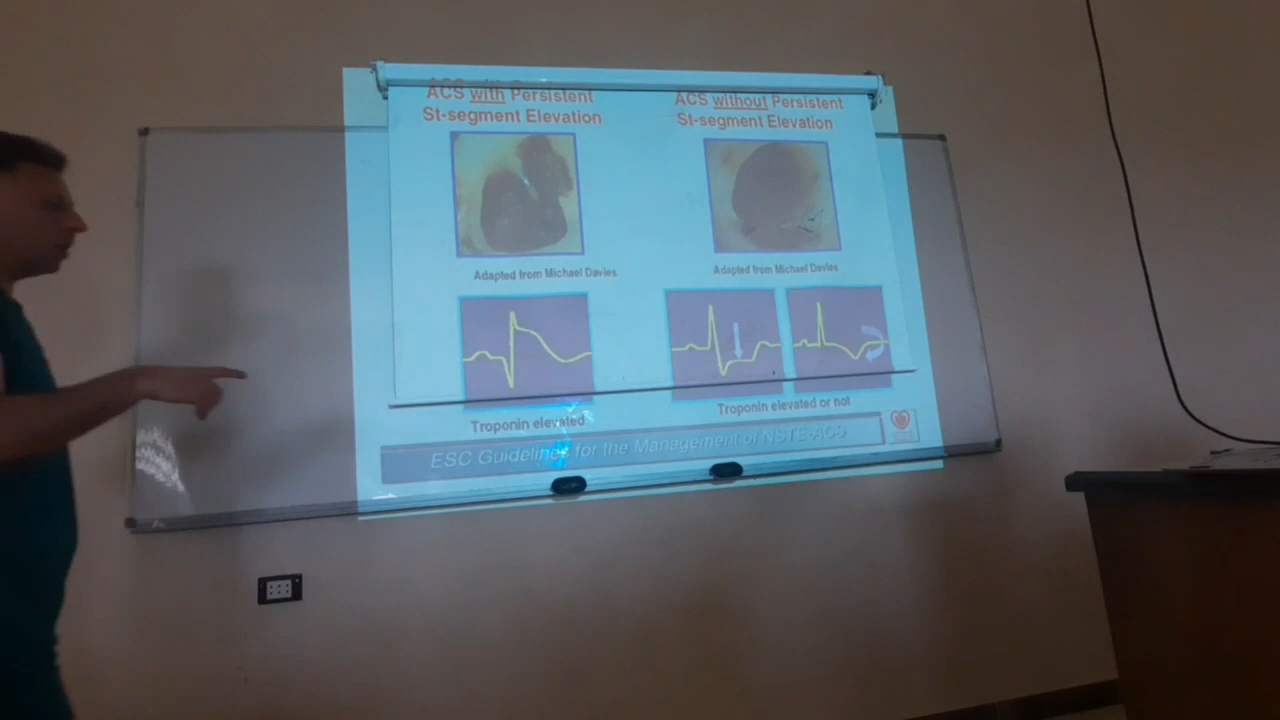 ACS with Persistent
St-segment Elevation
ACS without Persistent
St-segment Elevation
Adapted from Michael Davies
Adapted from Michael Davies
Troponin elevated
Troponin elevated or not
ESC Guidelines for the Management of NSTE-ACS